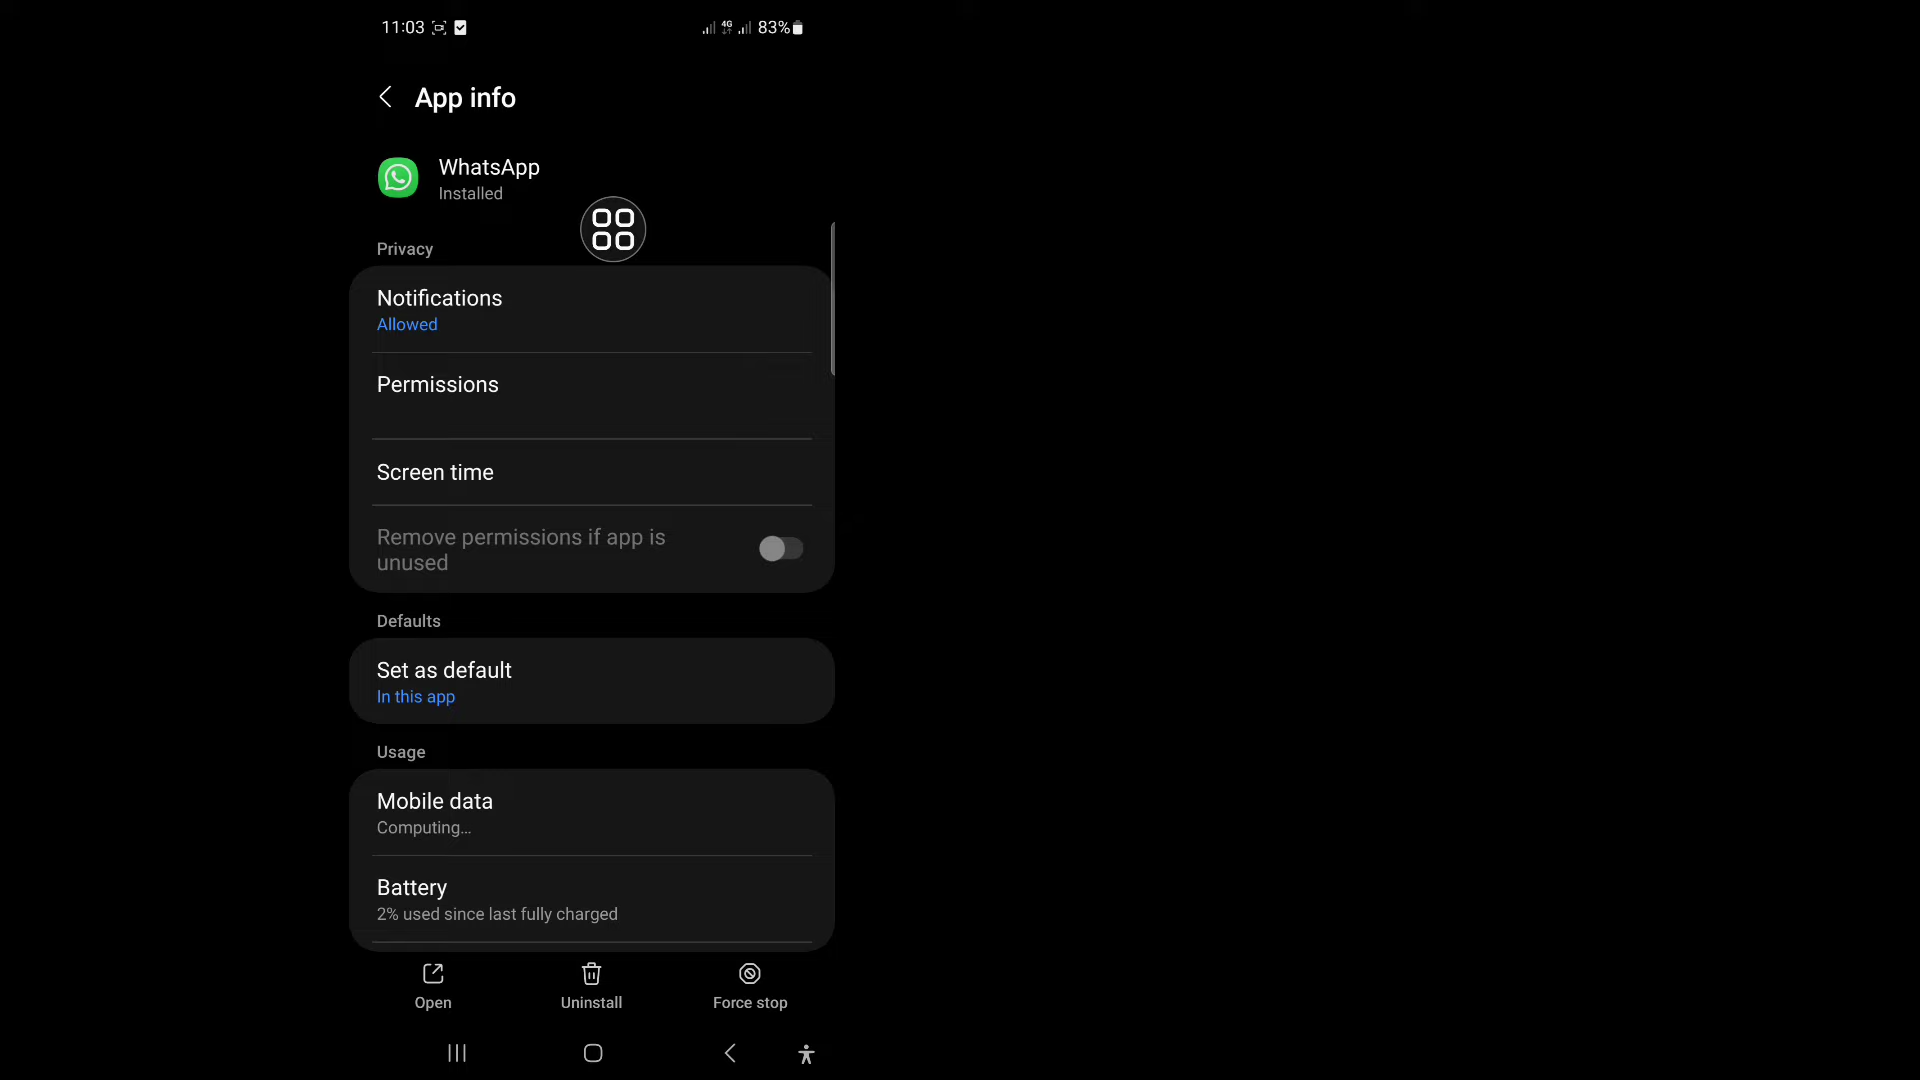 11:03
4G 83%
App info
WhatsApp
Installed
Privacy
Notifications
Allowed
Permissions
Screen time
Remove permissions if app is
unused
Defaults
Set as default
In this app
Usage
Mobile data
Computing...
Battery
2% used since last fully charged
Open Uninstall Force stop